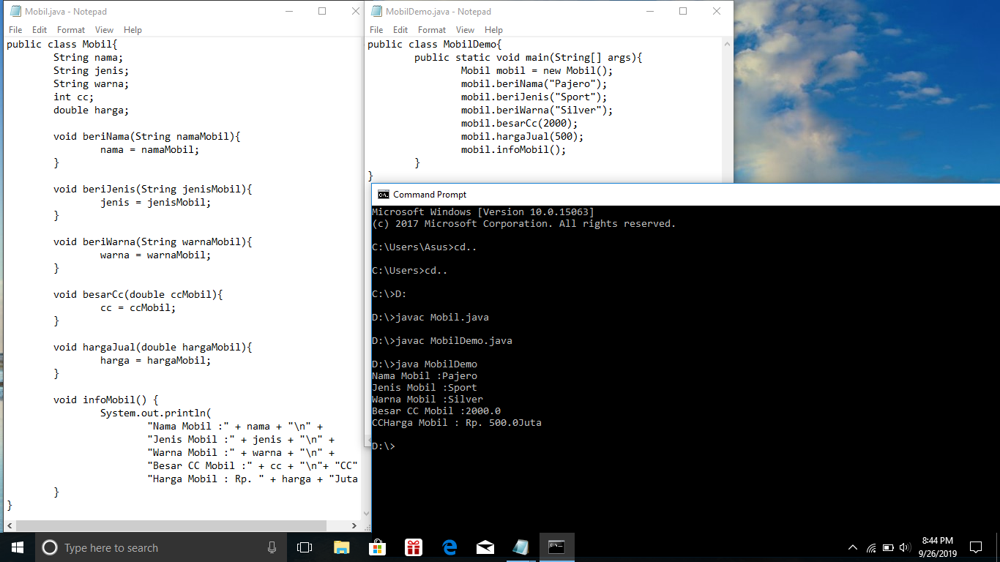 Mobil.java - Notepad
File Edit Format View Help
public class Mobil{
String nama;
String jenis;
String warna;
int cc;
double harga;
void beriNama(String namaMobil){
nama = namaMobil;
}
void beriJenis(String jenisMobil){
jenis = jenisMobil;
}
void beriWarna(String warnaMobil){
warna = warnaMobil;
}
void besarCc(double ccMobil){
cc = ccMobil;
}
void hargaJual(double hargaMobil){
harga = hargaMobil;
}
void infoMobil() {
System.out.println(
"Nama Mobil :" + nama + "\n" +
"Jenis Mobil :" + jenis + "\n" +
"Warna Mobil :" + warna + "\n" +
"Besar CC Mobil :" + cc + "\n"+ "CC"
"Harga Mobil : Rp. " + harga + "Juta
}
}
MobilDemo.java - Notepad
File Edit Format View Help
public class MobilDemo{
public static void main(String[] args){
Mobil mobil = new Mobil();
mobil.beriNama("Pajero");
mobil.beriJenis("Sport");
mobil.beriWarna("Silver");
mobil.besarCc(2000);
mobil.hargaJual(500);
mobil.infoMobil();
}
}
Command Prompt
Microsoft Windows [Version 10.0.15063]
(c) 2017 Microsoft Corporation. All rights reserved.
C:\Users\Asus>cd..
C:\Users>cd..
C:\>D:
D:\>javac Mobil.java
D:\>javac MobilDemo.java
D:\>java MobilDemo
Nama Mobil :Pajero
Jenis Mobil :Sport
Warna Mobil :Silver
Besar CC Mobil :2000.0
CCHarga Mobil : Rp. 500.0Juta
D:\>
Type here to search
8:44 PM
9/26/2019